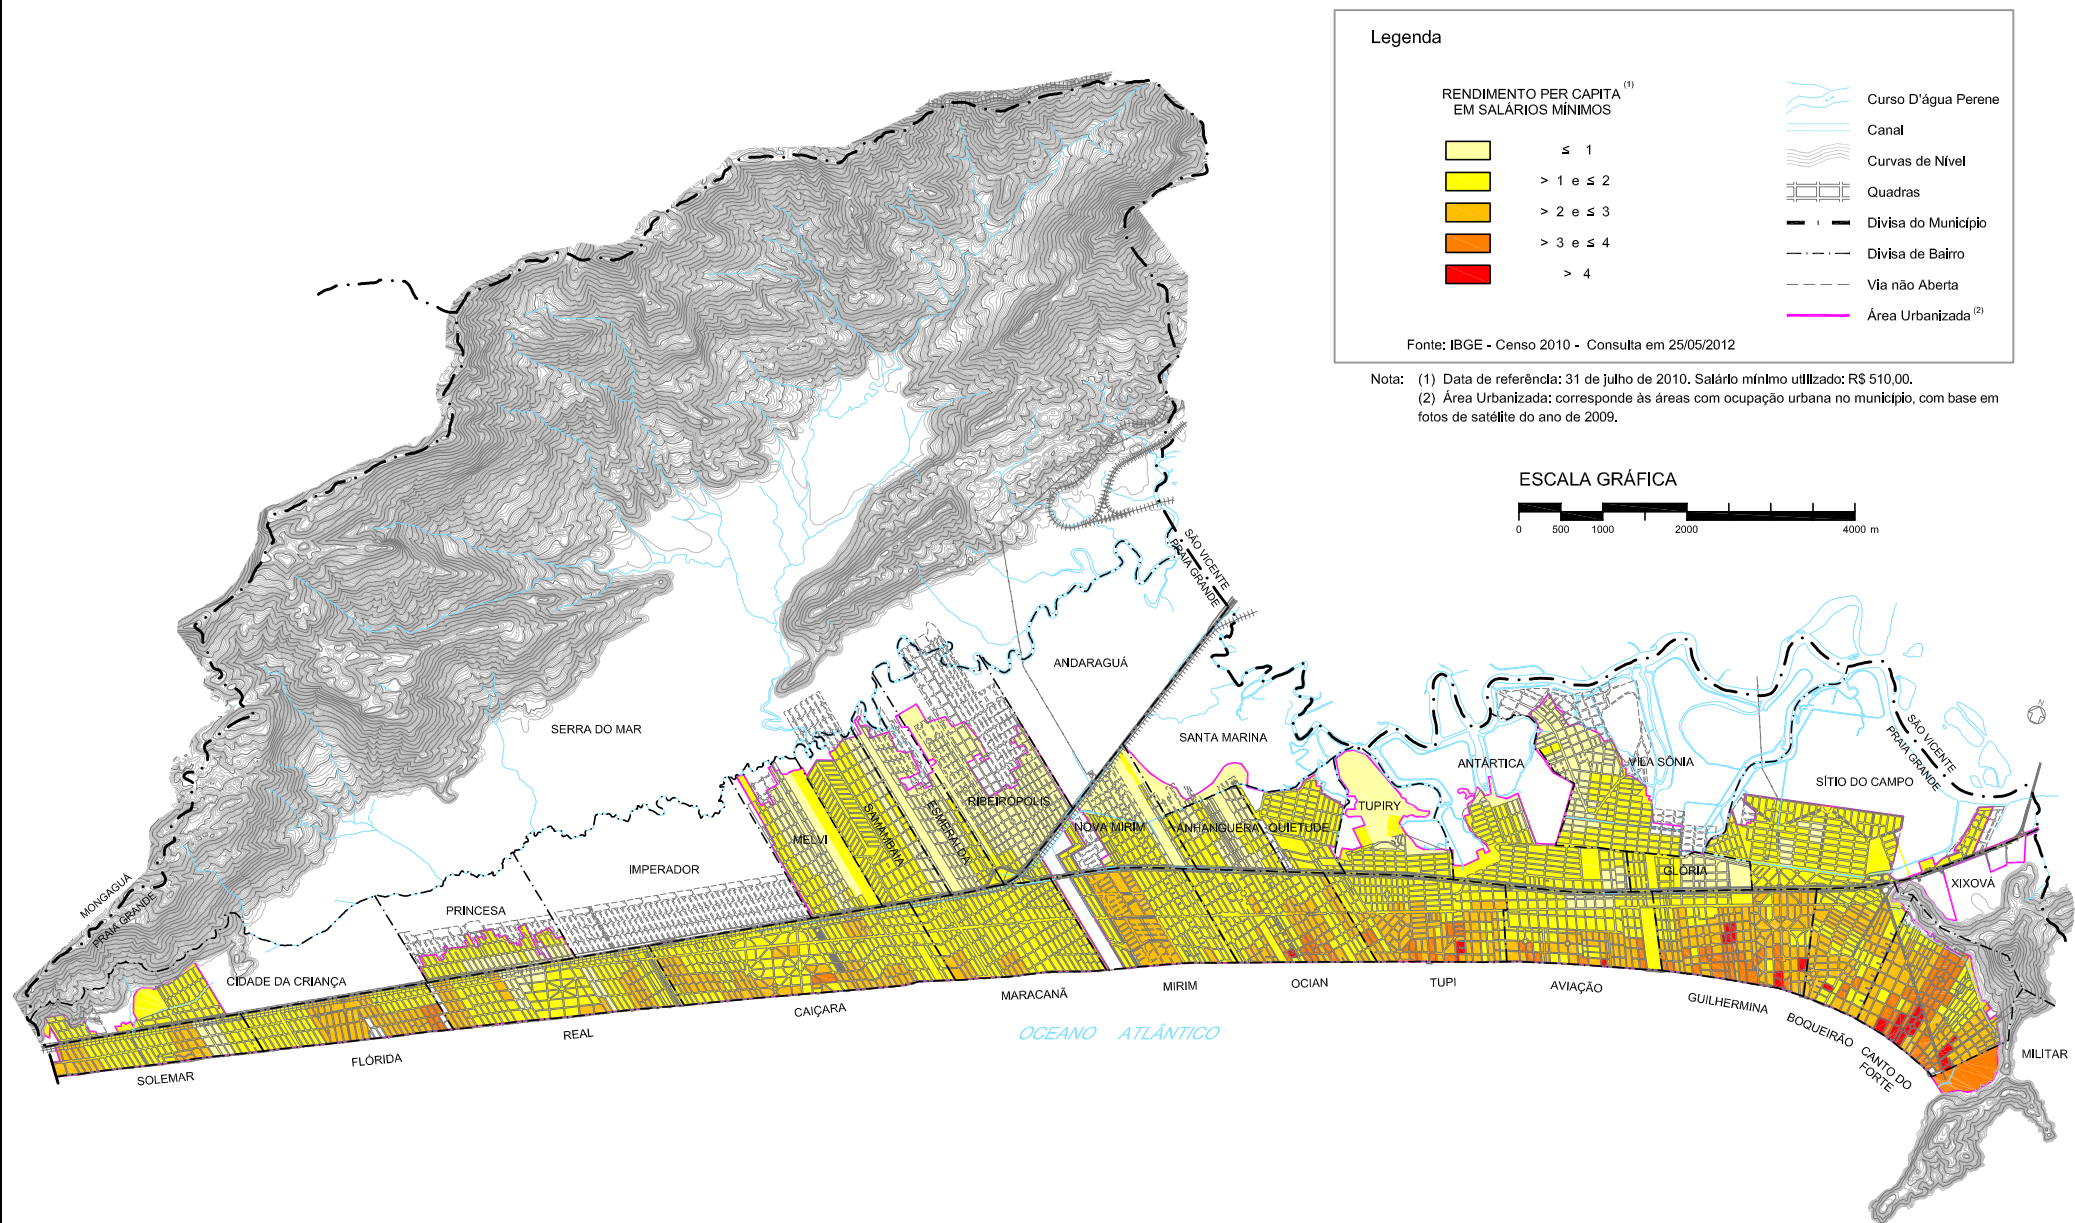 Legenda
RENDIMENTO PER CAPITA (1)
EM SALÁRIOS MÍNIMOS
≤ 1
> 1 e ≤ 2
> 2 e ≤ 3
> 3 e ≤ 4
> 4
Curso D'água Perene
Canal
Curvas de Nível
Quadras
Divisa do Município
Divisa de Bairro
Via não Aberta
Área Urbanizada (2)
Fonte: IBGE - Censo 2010 - Consulta em 25/05/2012
Nota: (1) Data de referência: 31 de julho de 2010. Salário mínimo utilizado: R$ 510,00.
(2) Área Urbanizada: corresponde às áreas com ocupação urbana no município, com base em
fotos de satélite do ano de 2009.
ESCALA GRÁFICA
0 500 1000 2000 4000 m
SÃO VICENTE
PRAIA GRANDE
ANDARAGUÁ
SERRA DO MAR
SANTA MARINA
ANTÁRTICA
VILA SÔNIA
SÍTIO DO CAMPO
SÃO VICENTE
PRAIA GRANDE
N
TUPIRY
RIBEIRÓPOLIS
ESMERALDA
SAMAMBAIA
MELVI
NOVA MIRIM
ANHANGUERA
QUIETUDE
GLÓRIA
XIXOVÁ
IMPERADOR
PRINCESA
MONGAGUÁ
PRAIA GRANDE
CIDADE DA CRIANÇA
SOLEMAR
FLÓRIDA
REAL
CAIÇARA
MARACANÃ
MIRIM
OCIAN
TUPI
AVIAÇÃO
GUILHERMINA
BOQUEIRÃO
CANTO DO
FORTE
MILITAR
OCEANO ATLÂNTICO